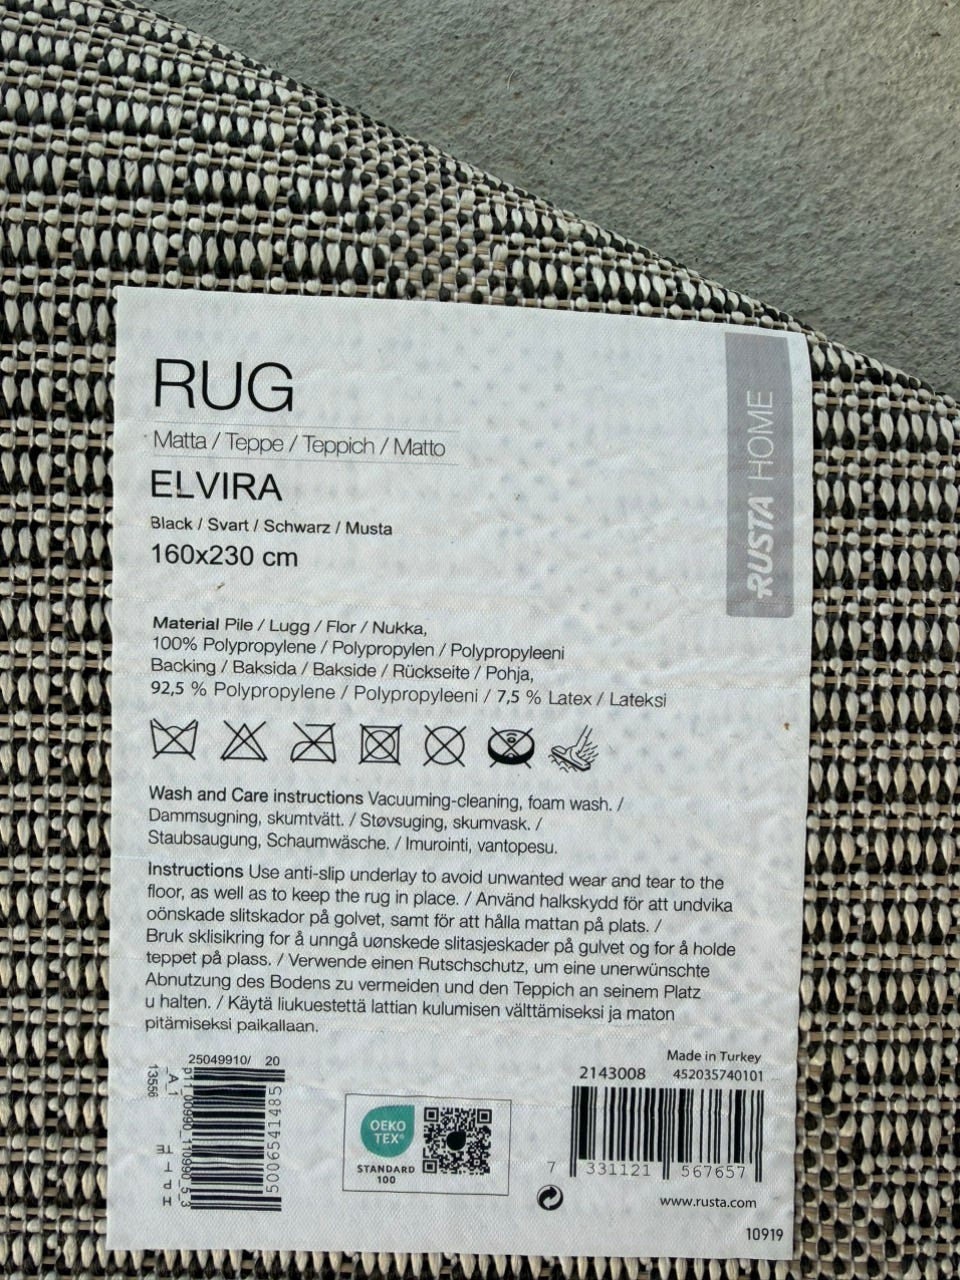 RUG
Matta / Teppe / Teppich / Matto
ELVIRA
Black / Svart / Schwarz / Musta
160x230 cm
RUSTA HOME
Material Pile / Lugg / Flor / Nukka,
100% Polypropylene / Polypropylen / Polypropyleeni
Backing / Baksida / Bakside / Rückseite / Pohja,
92,5 % Polypropylene / Polypropyleeni / 7,5 % Latex / Lateksi
Wash and Care instructions Vacuuming-cleaning, foam wash. /
Dammsugning, skumtvätt. / Støvsuging, skumvask. /
Staubsaugung, Schaumwäsche. / Imurointi, vantopesu.
Instructions Use anti-slip underlay to avoid unwanted wear and tear to the
floor, as well as to keep the rug in place. / Använd halkskydd för att undvika
oönskade slitskador på golvet, samt för att hålla mattan på plats. /
Bruk sklisikring for å unngå uønskede slitasjeskader på gulvet og for å holde
teppet på plass. / Verwende einen Rutschschutz, um eine unerwünschte
Abnutzung des Bodens zu vermeiden und den Teppich an seinem Platz
u halten. / Käytä liukuestettä lattian kulumisen välttämiseksi ja maton
pitämiseksi paikallaan.
25049910/ 20
13556
5006541485
OEKO
TEX®
STANDARD
100
Made in Turkey
2143008 452035740101
7 331121 567657
www.rusta.com
10919